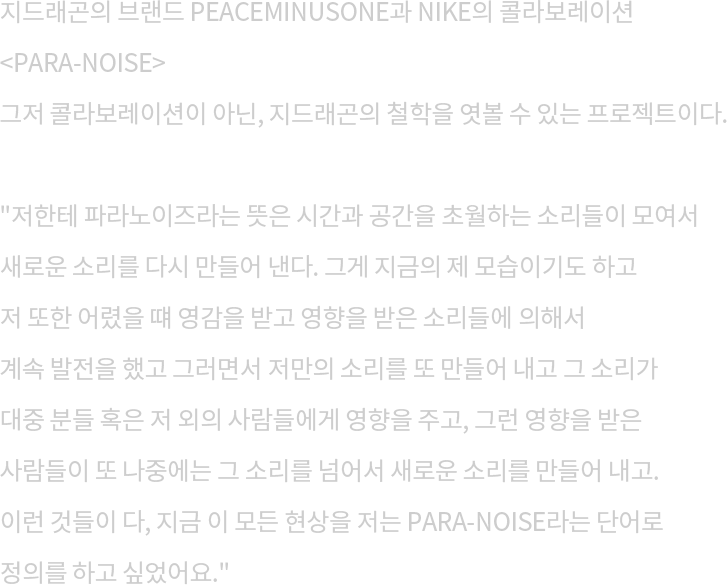 지드래곤의 브랜드 PEACEMINUSONE과 NIKE의 콜라보레이션
<PARA-NOISE>
그저 콜라보레이션이 아닌, 지드래곤의 철학을 엿볼 수 있는 프로젝트이다.
"저한테 파라노이즈라는 뜻은 시간과 공간을 초월하는 소리들이 모여서
새로운 소리를 다시 만들어 낸다. 그게 지금의 제 모습이기도 하고
저 또한 어렸을 떄 영감을 받고 영향을 받은 소리들에 의해서
계속 발전을 했고 그러면서 저만의 소리를 또 만들어 내고 그 소리가
대중 분들 혹은 저 외의 사람들에게 영향을 주고, 그런 영향을 받은
사람들이 또 나중에는 그 소리를 넘어서 새로운 소리를 만들어 내고.
이런 것들이 다, 지금 이 모든 현상을 저는 PARA-NOISE라는 단어로
정의를 하고 싶었어요."